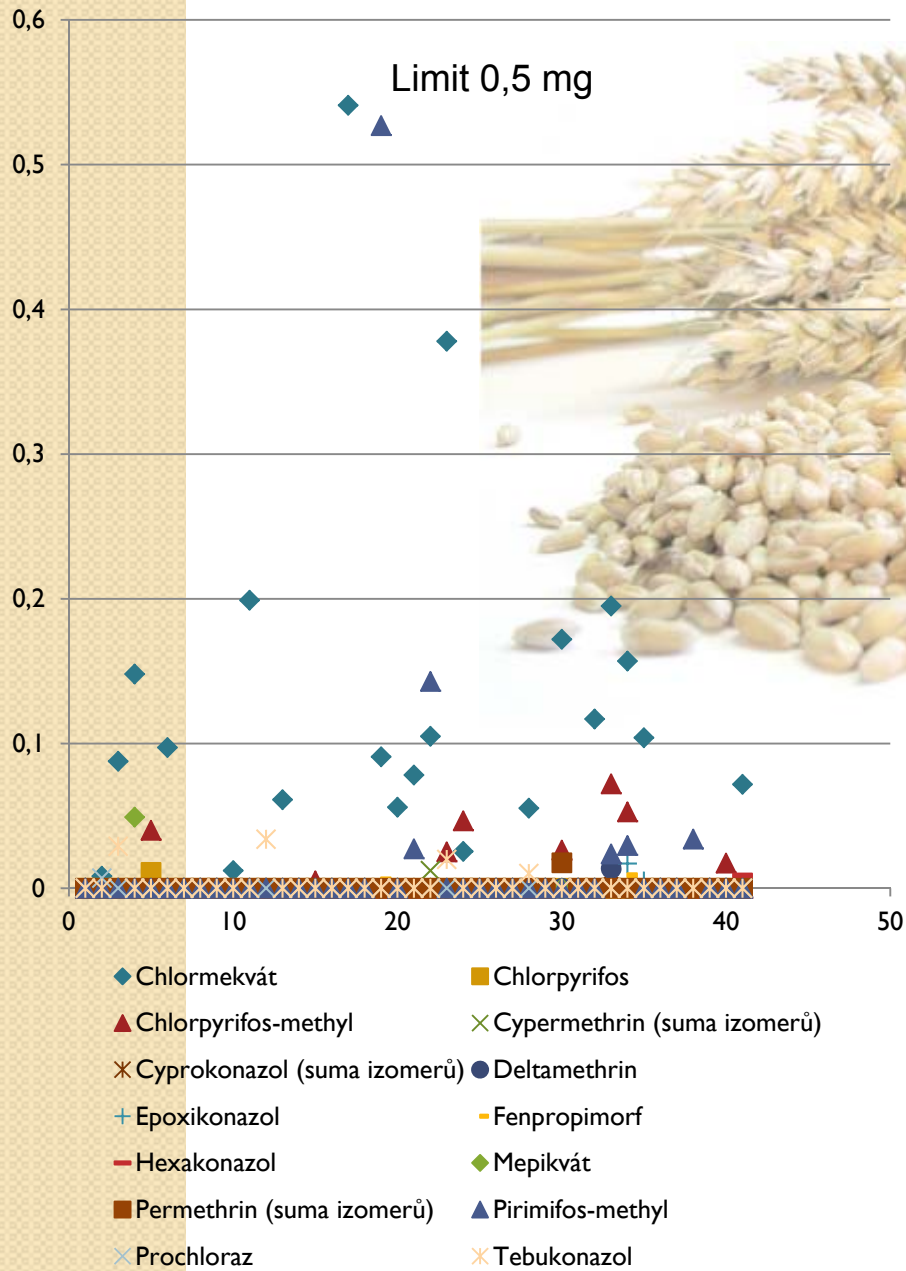 0,6
Limit 0,5 mg
0,5
0,4
0,3
0,2
0,1
0
0 10 20 30 40 50
Chlormekvát Chlorpyrifos
Chlorpyrifos-methyl Cypermethrin (suma izomerů)
Cyprokonazol (suma izomerů) Deltamethrin
Epoxikonazol Fenpropimorf
Hexakonazol Mepikvát
Permethrin (suma izomerů) Pirimifos-methyl
Prochloraz Tebukonazol